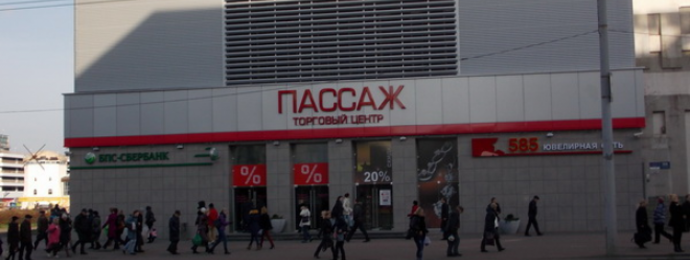 ПАССАЖ
ТОРГОВЫЙ ЦЕНТР
БПС-СБЕРБАНК
585 ЮВЕЛИРНАЯ СЕТЬ
%
%
20%